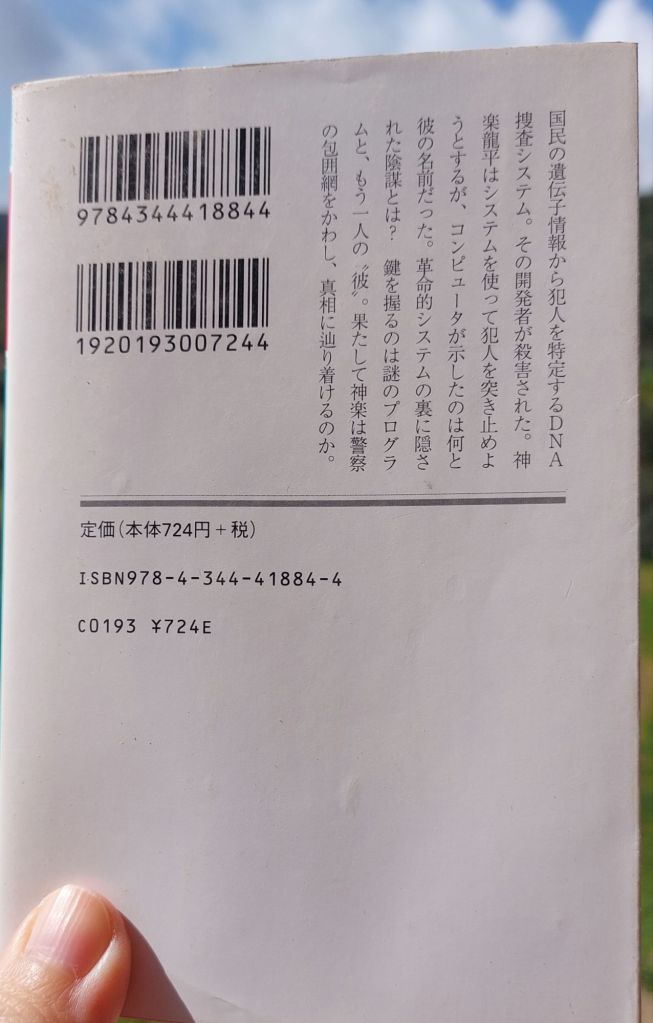 国民の遺伝子情報から犯人を特定するDNA
捜査システム。その開発者が殺害された。神
楽龍平はシステムを使って犯人を突き止めよ
うとするが、コンピュータが示したのは何と
彼の名前だった。革命的システムの裏に隠さ
れた陰謀とは? 鍵を握るのは謎のプログラ
ムと、もう一人の〝彼〟。果たして神楽は警察
の包囲網をかわし、真相に辿り着けるのか。
9784344418844
1920193007244
定価(本体724円+税)
ISBN978-4-344-41884-4
C0193 ¥724E